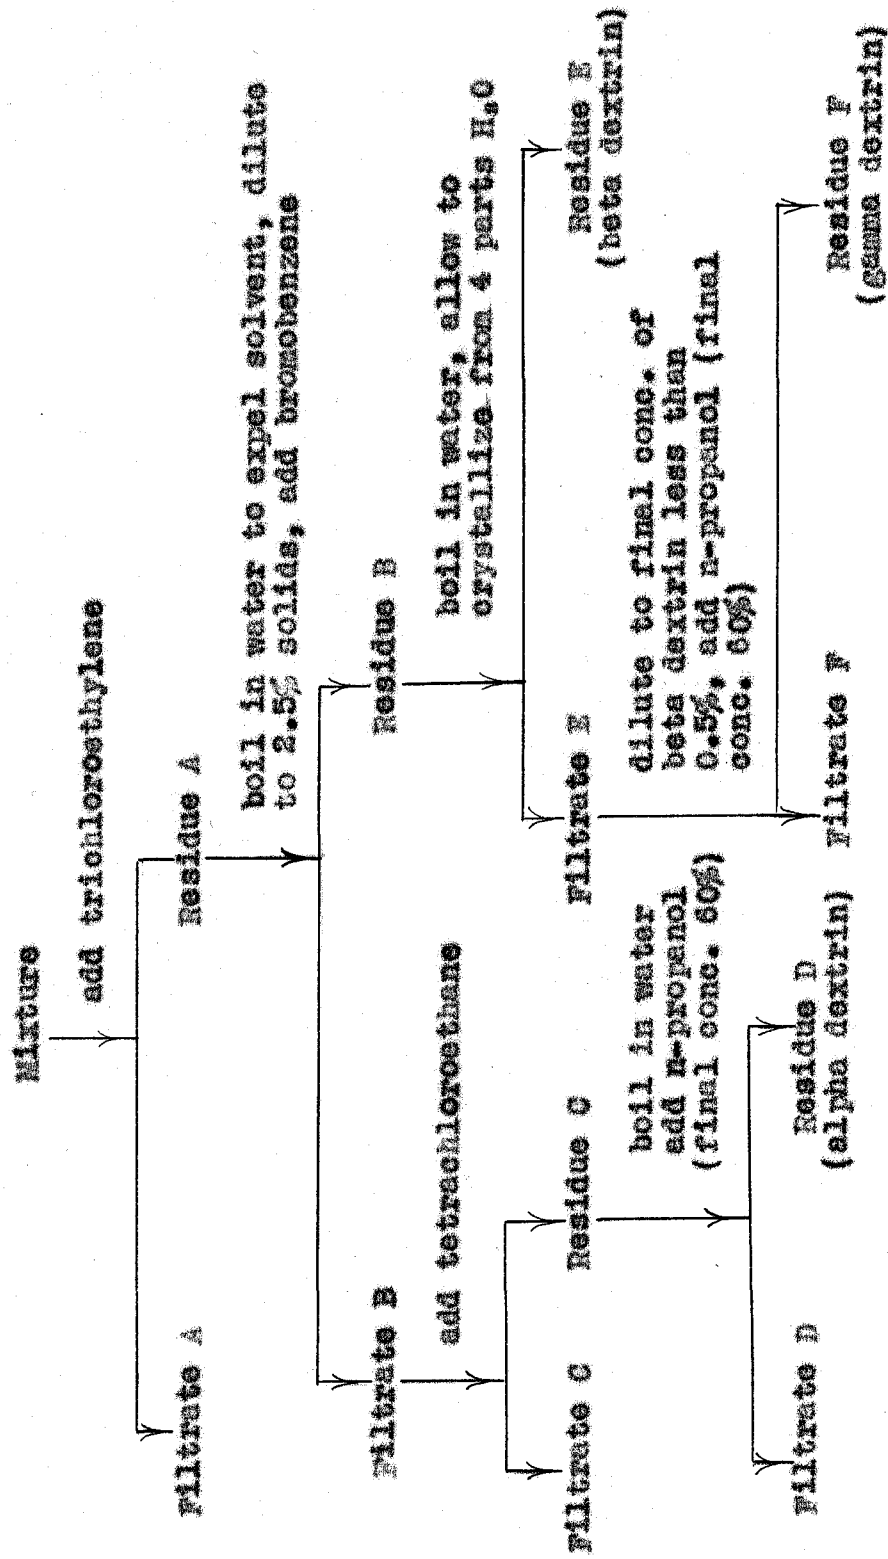 Mixture
add trichloroethylene
Filtrate A
Residue A
boil in water to expel solvent, dilute
to 2.5% solids, add bromobenzene
Filtrate B
Residue B
add tetrachloroethane
boil in water, allow to
crystallize from 4 parts H₂O
Filtrate C
Residue C
Filtrate E
Residue E
(beta dextrin)
boil in water
add n-propanol
(final conc. 60%)
dilute to final conc. of
beta dextrin less than
0.5%, add n-propanol (final
conc. 60%)
Filtrate D
Residue D
(alpha dextrin)
Filtrate F
Residue F
(gamma dextrin)